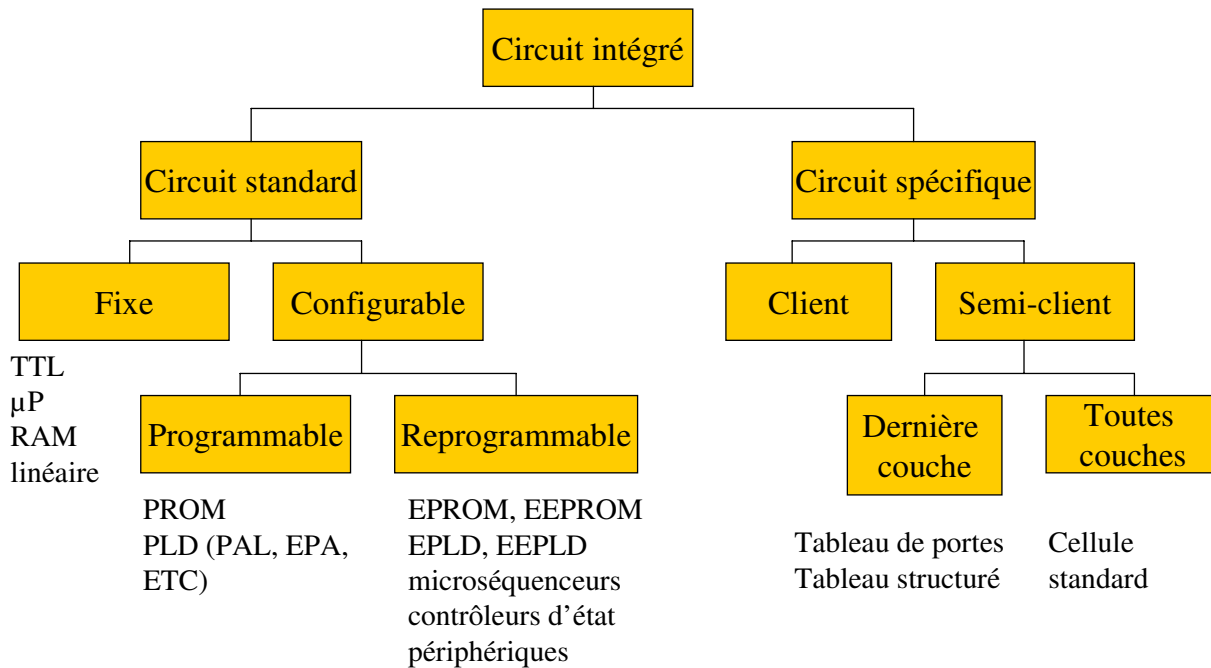 Circuit intégré
Circuit standard
Circuit spécifique
Fixe
Configurable
Client
Semi-client
TTL
µP
RAM
linéaire
Programmable
Reprogrammable
Dernière
couche
Toutes
couches
PROM
PLD (PAL, EPA,
ETC)
EPROM, EEPROM
EPLD, EEPLD
microséquenceurs
contrôleurs d’état
périphériques
Tableau de portes
Tableau structuré
Cellule
standard